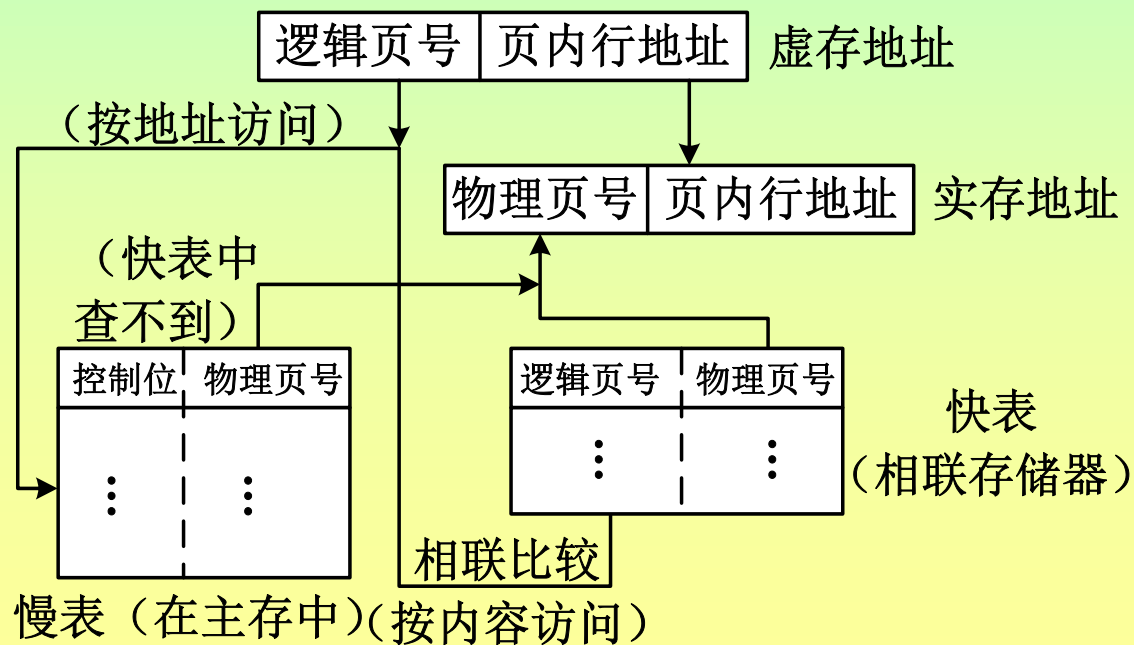 逻辑页号 页内行地址 虚存地址
（按地址访问）
物理页号 页内行地址 实存地址
（快表中
查不到）
控制位 物理页号
逻辑页号 物理页号
快表
（相联存储器）
相联比较
慢表（在主存中）
（按内容访问）